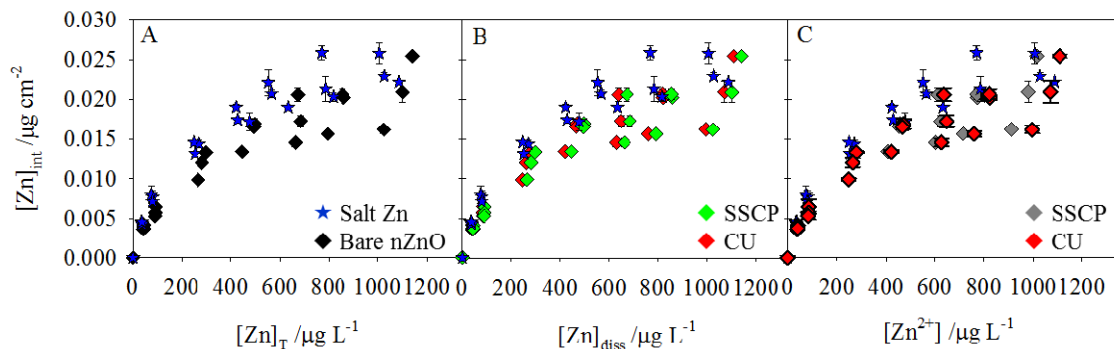 0.030
0.025
0.020
0.015
0.010
0.005
0.000
[Zn]int /µg cm-2
A
Salt Zn
Bare nZnO
0 200 400 600 800 1000 1200
[Zn]T /µg L-1
B
SSCP
CU
0 200 400 600 800 1000 1200
[Zn]diss /µg L-1
C
SSCP
CU
0 200 400 600 800 1000 1200
[Zn2+] /µg L-1